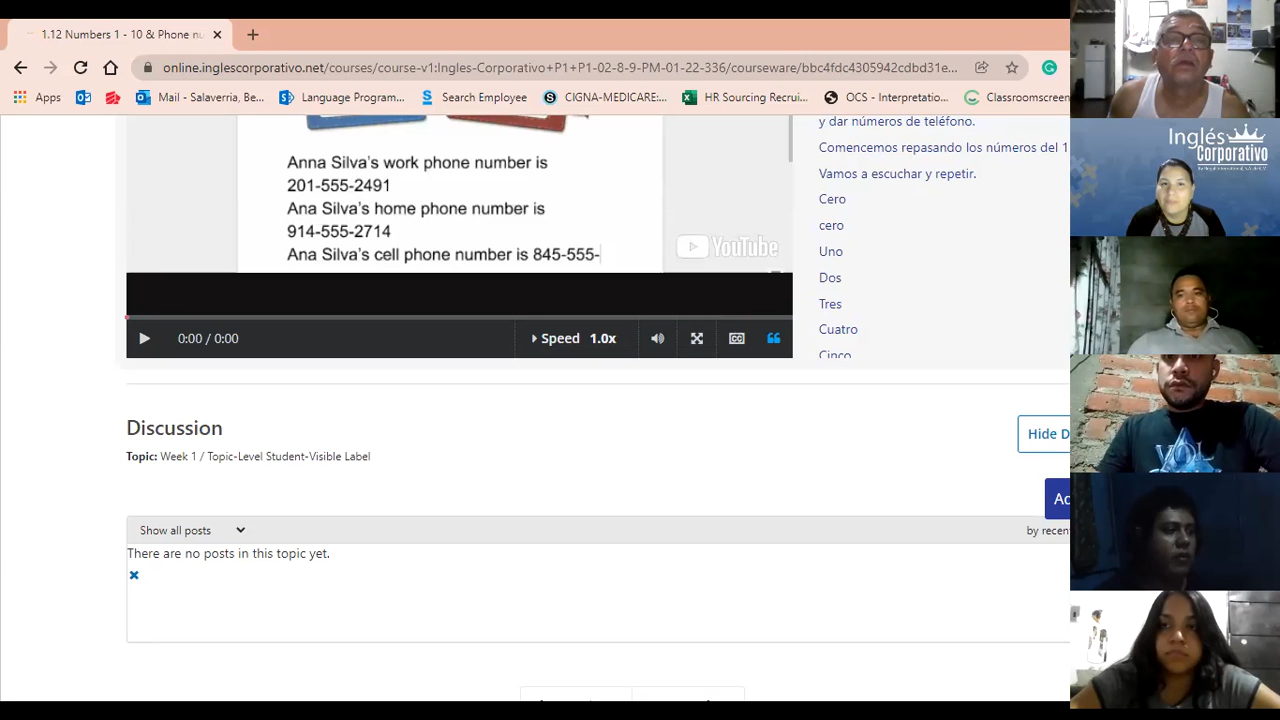 1.12 Numbers 1 - 10 & Phone nu
online.inglescorporativo.net/courses/course-v1:Ingles-Corporativo+P1+P1-02-8-9-PM-01-22-336/courseware/bbc4fdc4305942cdbd31e...
Apps
Mail - Salaverria, Be...
Language Program...
Search Employee
CIGNA-MEDICARE:...
HR Sourcing Recrui...
OCS - Interpretatio...
Classroomscreen
Anna Silva's work phone number is
201-555-2491
Ana Silva's home phone number is
914-555-2714
Ana Silva's cell phone number is 845-555-
YouTube
0:00 / 0:00
Speed 1.0x
y dar números de teléfono.
Comencemos repasando los números del 1
Vamos a escuchar y repetir.
Cero
cero
Uno
Dos
Tres
Cuatro
Cinco
Discussion
Hide D
Topic: Week 1 / Topic-Level Student-Visible Label
Ad
Show all posts
by recen
There are no posts in this topic yet.
Inglés
Corporativo
VOL